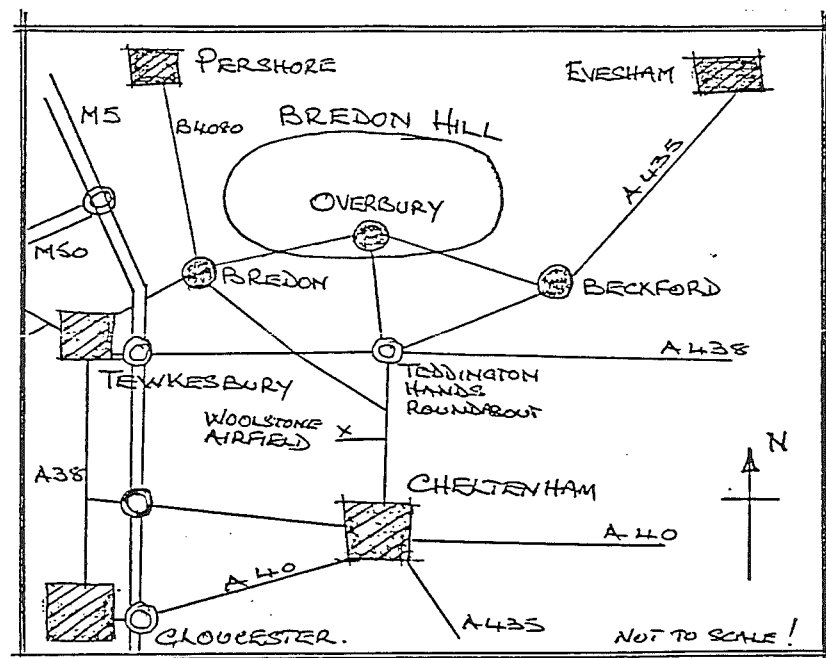 PERSHORE
EVESHAM
M5
B4080
BREDON HILL
A435
OVERBURY
M50
BREDON
BECKFORD
A438
TEWKESBURY
TEDDINGTON
HANDS
ROUNDABOUT
WOOLSTONE
AIRFIELD
X
N
A38
CHELTENHAM
A40
A40
A435
GLOUCESTER.
NOT TO SCALE!